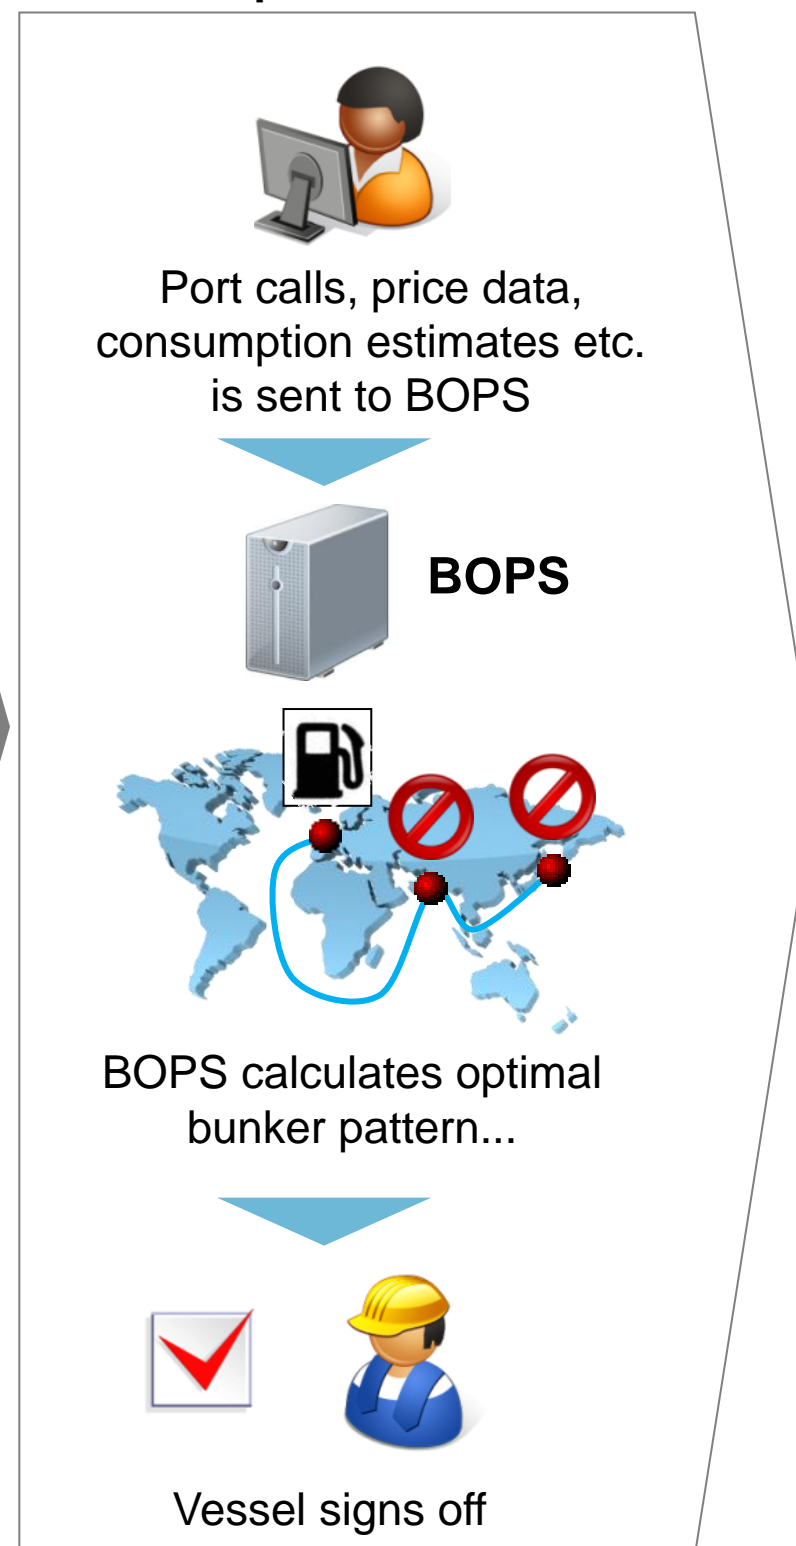 Port calls, price data,
consumption estimates etc.
is sent to BOPS
BOPS
BOPS calculates optimal
bunker pattern...
Vessel signs off